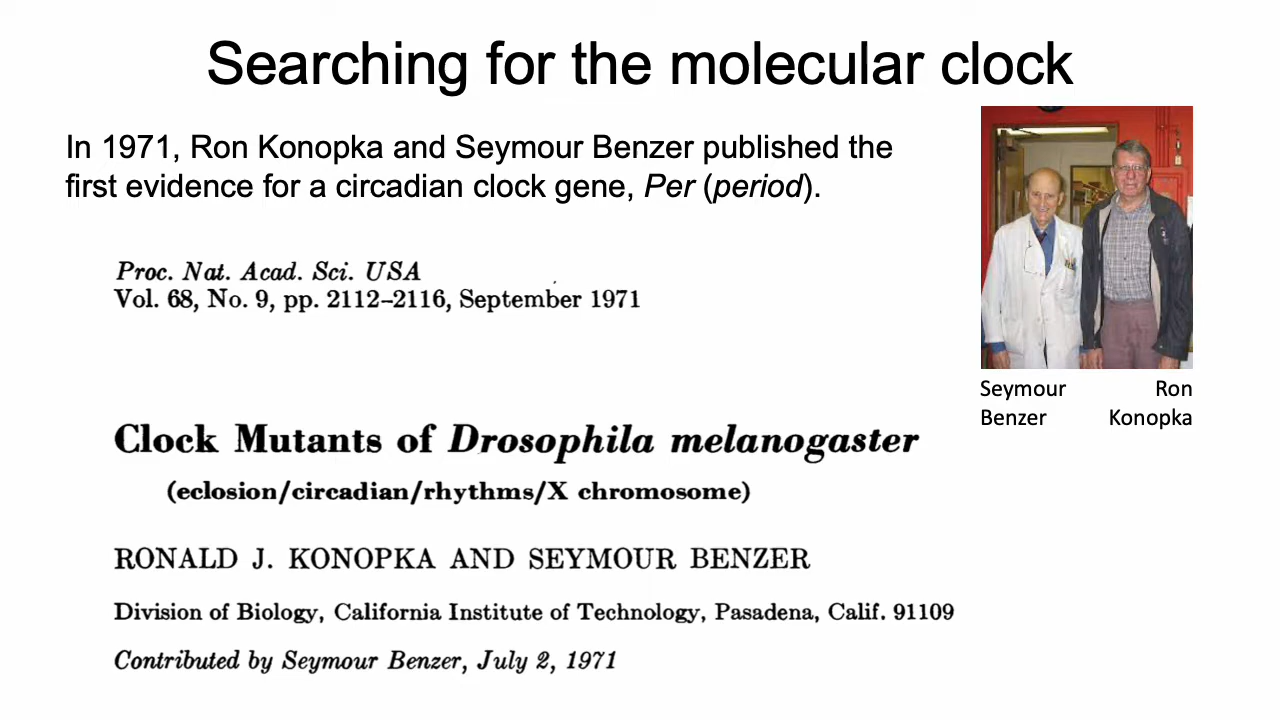 Searching for the molecular clock
In 1971, Ron Konopka and Seymour Benzer published the
first evidence for a circadian clock gene, Per (period).
Proc. Nat. Acad. Sci. USA
Vol. 68, No. 9, pp. 2112–2116, September 1971
Clock Mutants of Drosophila melanogaster
(eclosion/circadian/rhythms/X chromosome)
RONALD J. KONOPKA AND SEYMOUR BENZER
Division of Biology, California Institute of Technology, Pasadena, Calif. 91109
Contributed by Seymour Benzer, July 2, 1971
Seymour
Benzer
Ron
Konopka